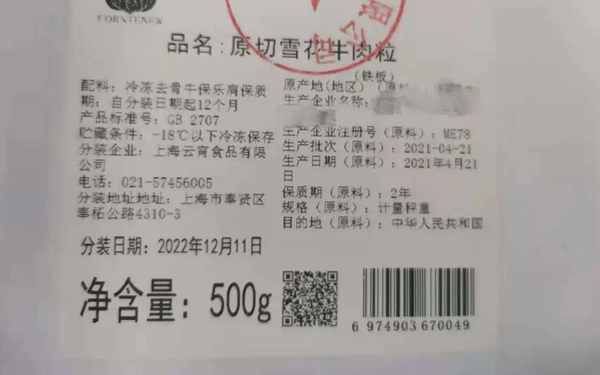 CORNTENEW
品名:原切雪花牛肉粒
(铁板)
配料: 冷冻去骨牛保乐肩保质
期: 自分装日期起12个月
产品标准号: GB 2707
贮藏条件: -18℃以下冷冻保存
分装企业: 上海云宵食品有限
公司
电话: 021-57456005
分装地址地址: 上海市奉贤区
奉柘公路4310-3
分装日期: 2022年12月11日
原产地(地区)
生产企业名称:
生产企业注册号(原料): ME78
生产批次(原料): 2021-04-21
生产日期(原料): 2021年4月21
日
保质期(原料): 2年
规格(原料): 计量秤重
目的地(原料): 中华人民共和国
净含量: 500g
6 974903 670049
限公司